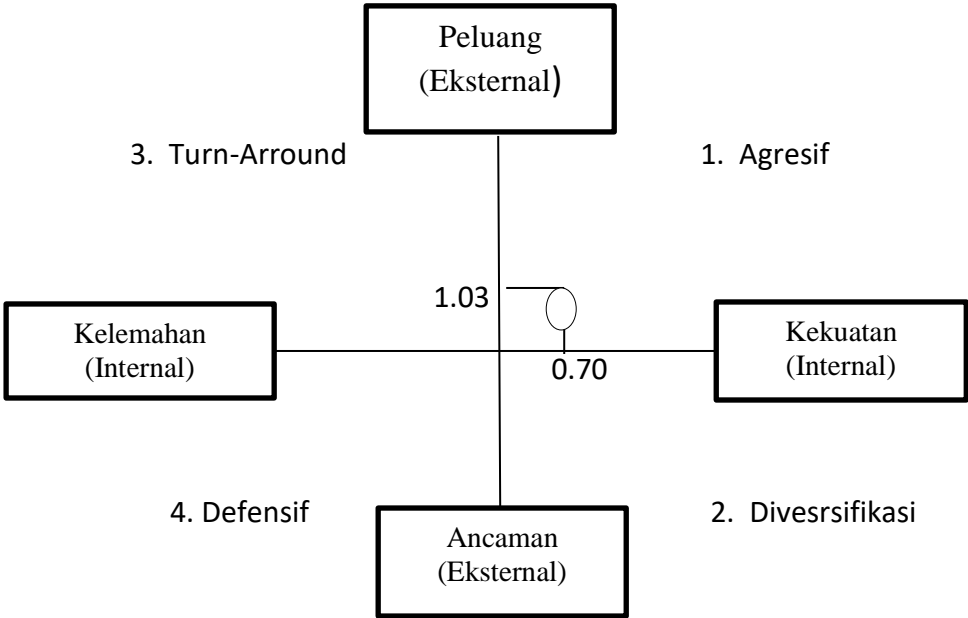 Peluang
(Eksternal)
3. Turn-Arround
1. Agresif
1.03
Kelemahan
(Internal)
Kekuatan
(Internal)
0.70
4. Defensif
2. Divesrsifikasi
Ancaman
(Eksternal)